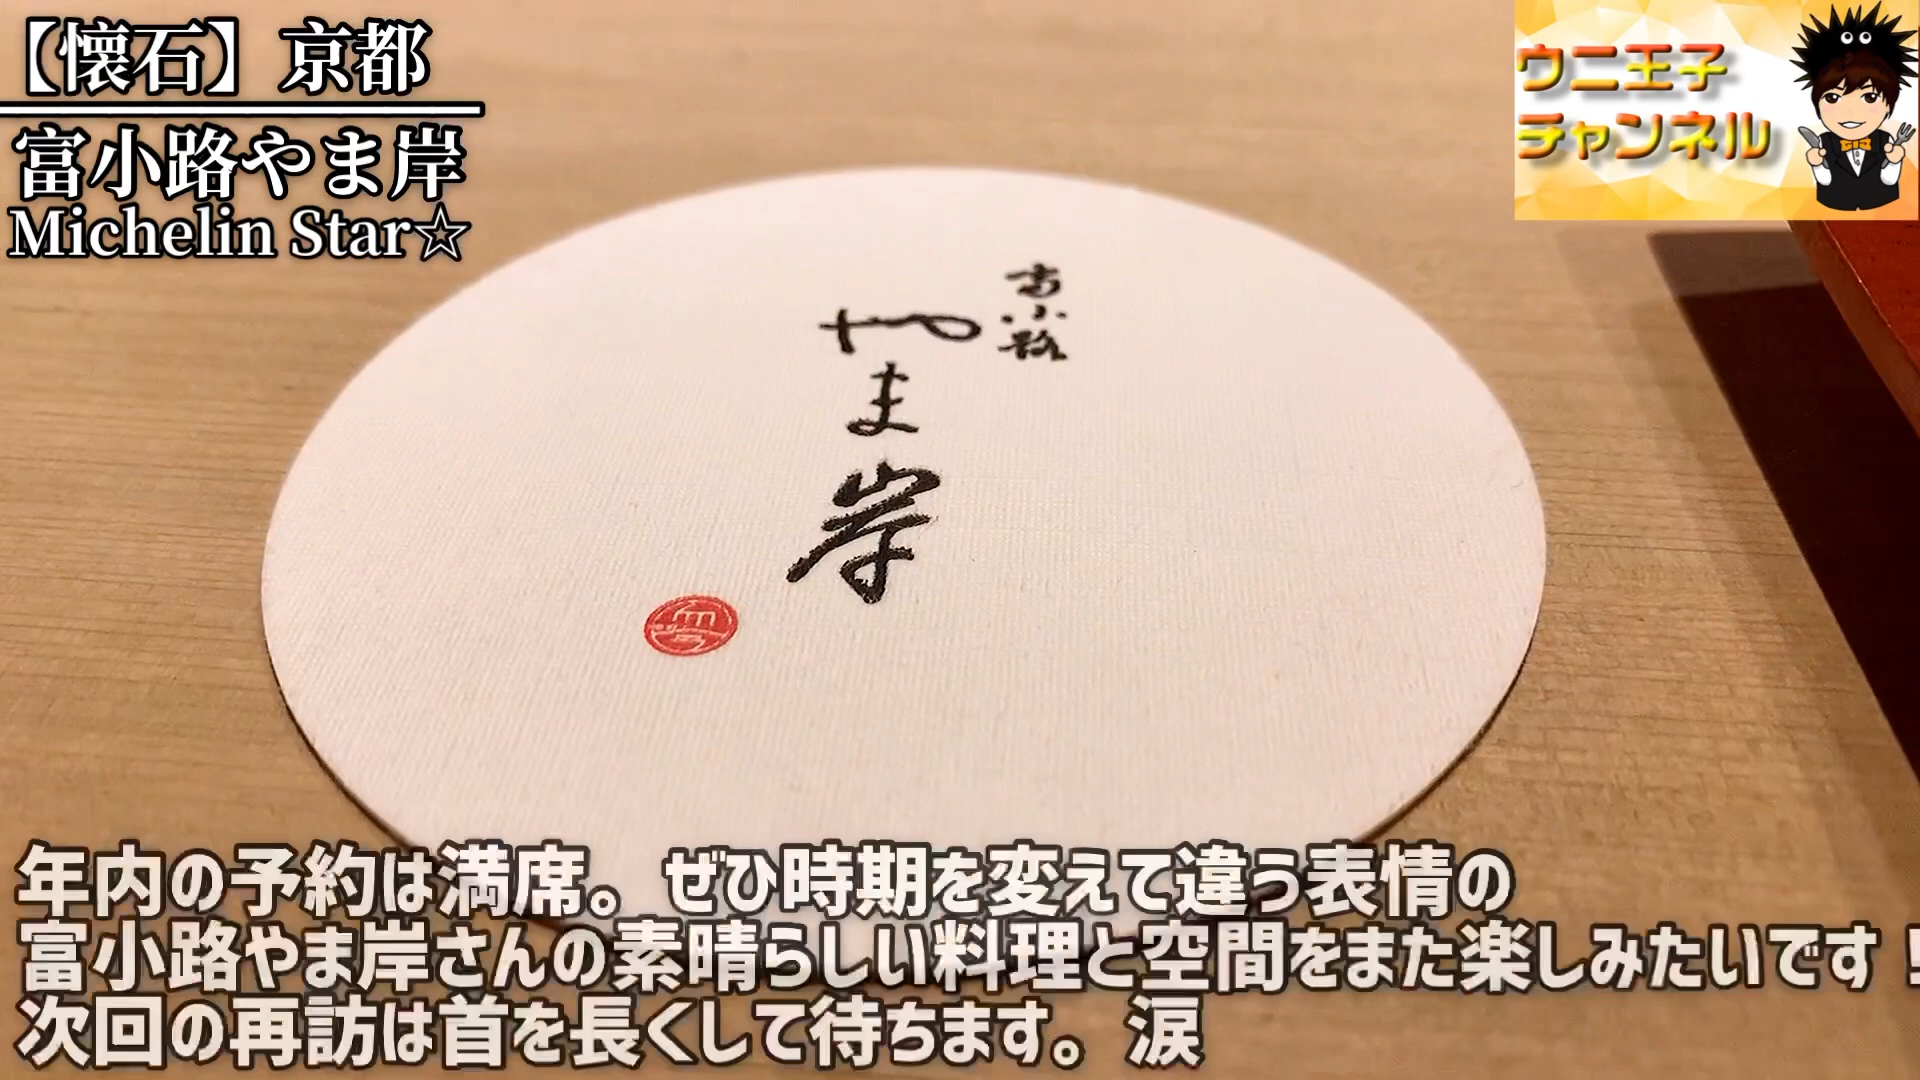 【懐石】京都
富小路やま岸
Michelin Star☆
ウニ王子
チャンネル
富小路
やま岸
年内の予約は満席。ぜひ時期を変えて違う表情の
富小路やま岸さんの素晴らしい料理と空間をまた楽しみたいです！
次回の再訪は首を長くして待ちます。涙